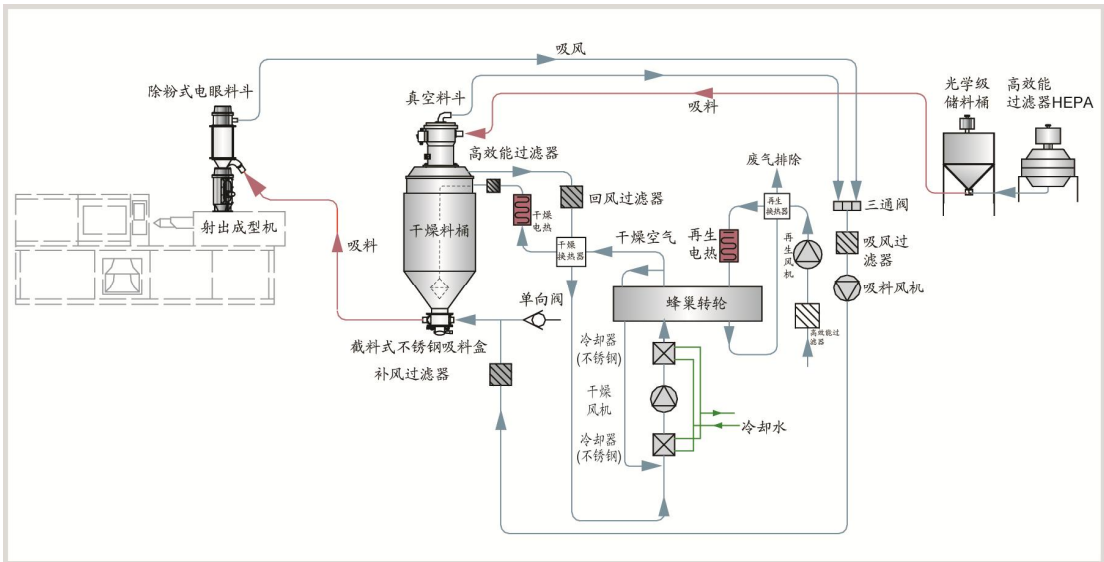 吸风
除粉式电眼料斗
真空料斗
吸料
光学级
储料桶
高效能
过滤器HEPA
高效能过滤器
废气排除
回风过滤器
再生
换热器
三通阀
射出成型机
干燥料桶
干燥
电热
干燥空气
再生
电热
再生风机
吸风过
滤器
吸料
干燥
换热器
单向阀
蜂巢转轮
吸料风机
高效能过
滤器
截料式不锈钢吸料盒
冷却器
(不锈钢)
补风过滤器
干燥
风机
冷却水
冷却器
(不锈钢)